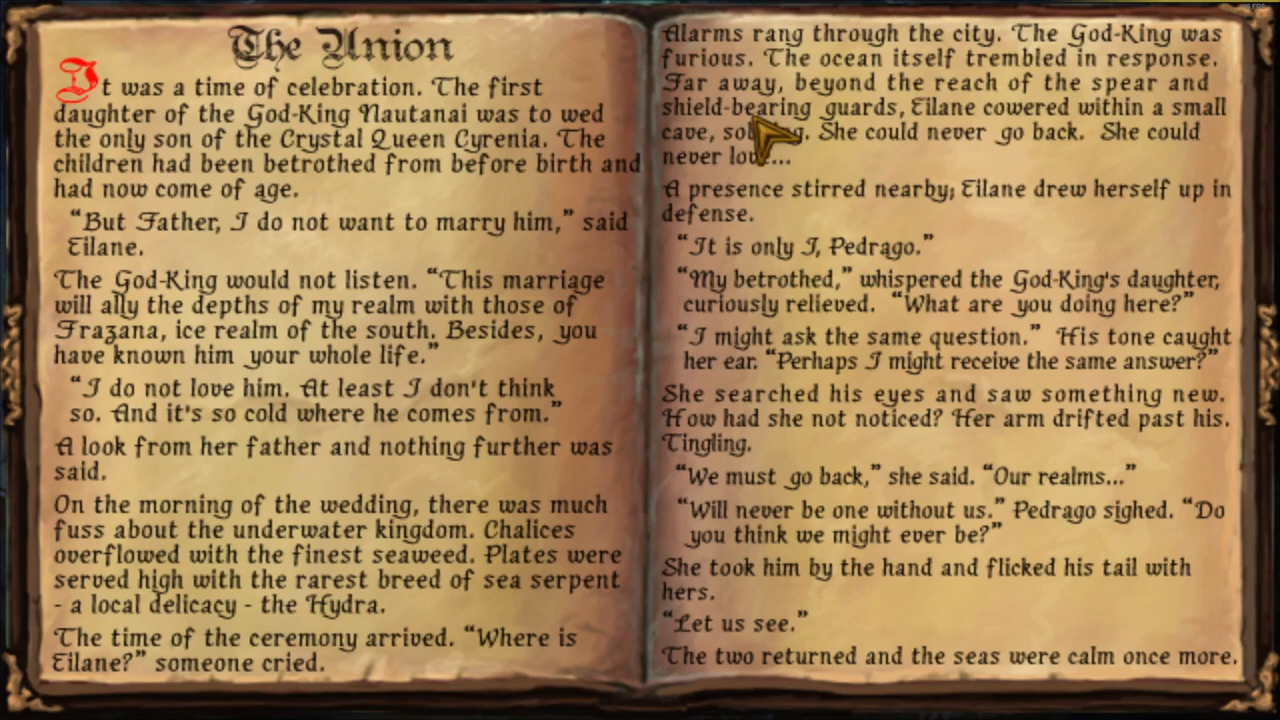 The Union
It was a time of celebration. The first
daughter of the God-King Nautanai was to wed
the only son of the Crystal Queen Cyrenia. The
children had been betrothed from before birth and
had now come of age.
“But Father, I do not want to marry him,” said
Eilane.
The God-King would not listen. “This marriage
will ally the depths of my realm with those of
Frazana, ice realm of the south. Besides, you
have known him your whole life.”
“I do not love him. At least I don't think
so. And it's so cold where he comes from.”
A look from her father and nothing further was
said.
On the morning of the wedding, there was much
fuss about the underwater kingdom. Chalices
overflowed with the finest seaweed. Plates were
served high with the rarest breed of sea serpent
- a local delicacy - the Hydra.
The time of the ceremony arrived. “Where is
Eilane?” someone cried.
Alarms rang through the city. The God-King was
furious. The ocean itself trembled in response.
Far away, beyond the reach of the spear and
shield-bearing guards, Eilane cowered within a small
cave, She could never go back. She could
never
A presence stirred nearby; Eilane drew herself up in
defense.
“It is only I, Pedrago.”
“My betrothed,” whispered the God-King's daughter,
curiously relieved. “What are you doing here?”
“I might ask the same question.” His tone caught
her ear. “Perhaps I might receive the same answer?”
She searched his eyes and saw something new.
How had she not noticed? Her arm drifted past his.
Tingling.
“We must go back,” she said. “Our realms...”
“Will never be one without us.” Pedrago sighed. “Do
you think we might ever be?”
She took him by the hand and flicked his tail with
hers.
“Let us see.”
The two returned and the seas were calm once more.